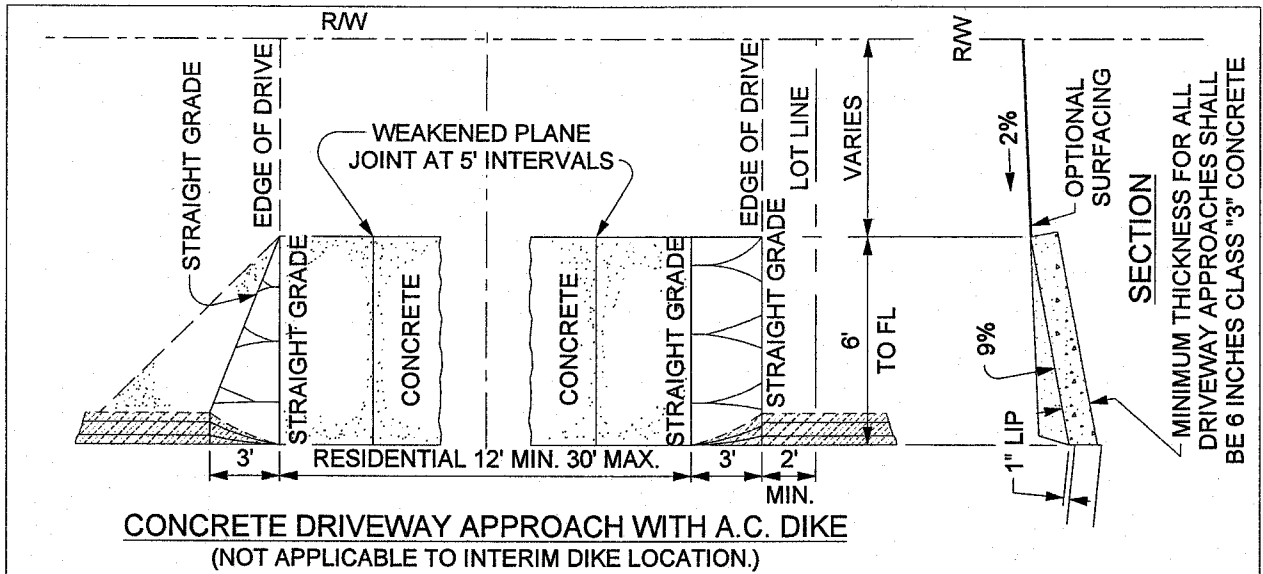 R/W
STRAIGHT GRADE
EDGE OF DRIVE
WEAKENED PLANE
JOINT AT 5' INTERVALS
EDGE OF DRIVE
LOT LINE
VARIES
R/W
2%
OPTIONAL
SURFACING
STRAIGHT GRADE
CONCRETE
CONCRETE
STRAIGHT GRADE
STRAIGHT GRADE
6'
TO FL
9%
1" LIP
SECTION
MINIMUM THICKNESS FOR ALL
DRIVEWAY APPROACHES SHALL
BE 6 INCHES CLASS "3" CONCRETE
3'
RESIDENTIAL 12' MIN. 30' MAX.
3'
2'
MIN.
CONCRETE DRIVEWAY APPROACH WITH A.C. DIKE
(NOT APPLICABLE TO INTERIM DIKE LOCATION.)